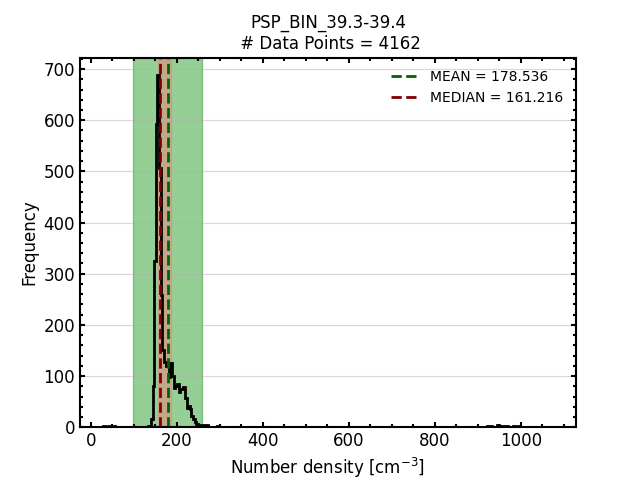 PSP_BIN_39.3-39.4
# Data Points = 4162
MEAN = 178.536
MEDIAN = 161.216
Frequency
700
600
500
400
300
200
100
0
0 200 400 600 800 1000
Number density [cm⁻³]